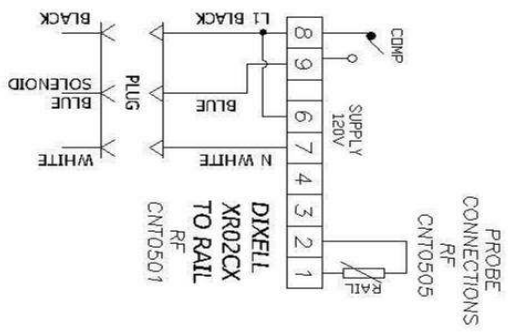 BLACK
L1 BLACK
8
COMP
SOLENOID
BLUE
PLUG
BLUE
9
SUPPLY
120V
6
WHITE
N WHITE
7
4
3
2
1
DIXELL
XR02CX
TO RAIL
RF
CNT0501
PROBE
CONNECTIONS
RF
CNT0505
RAIL